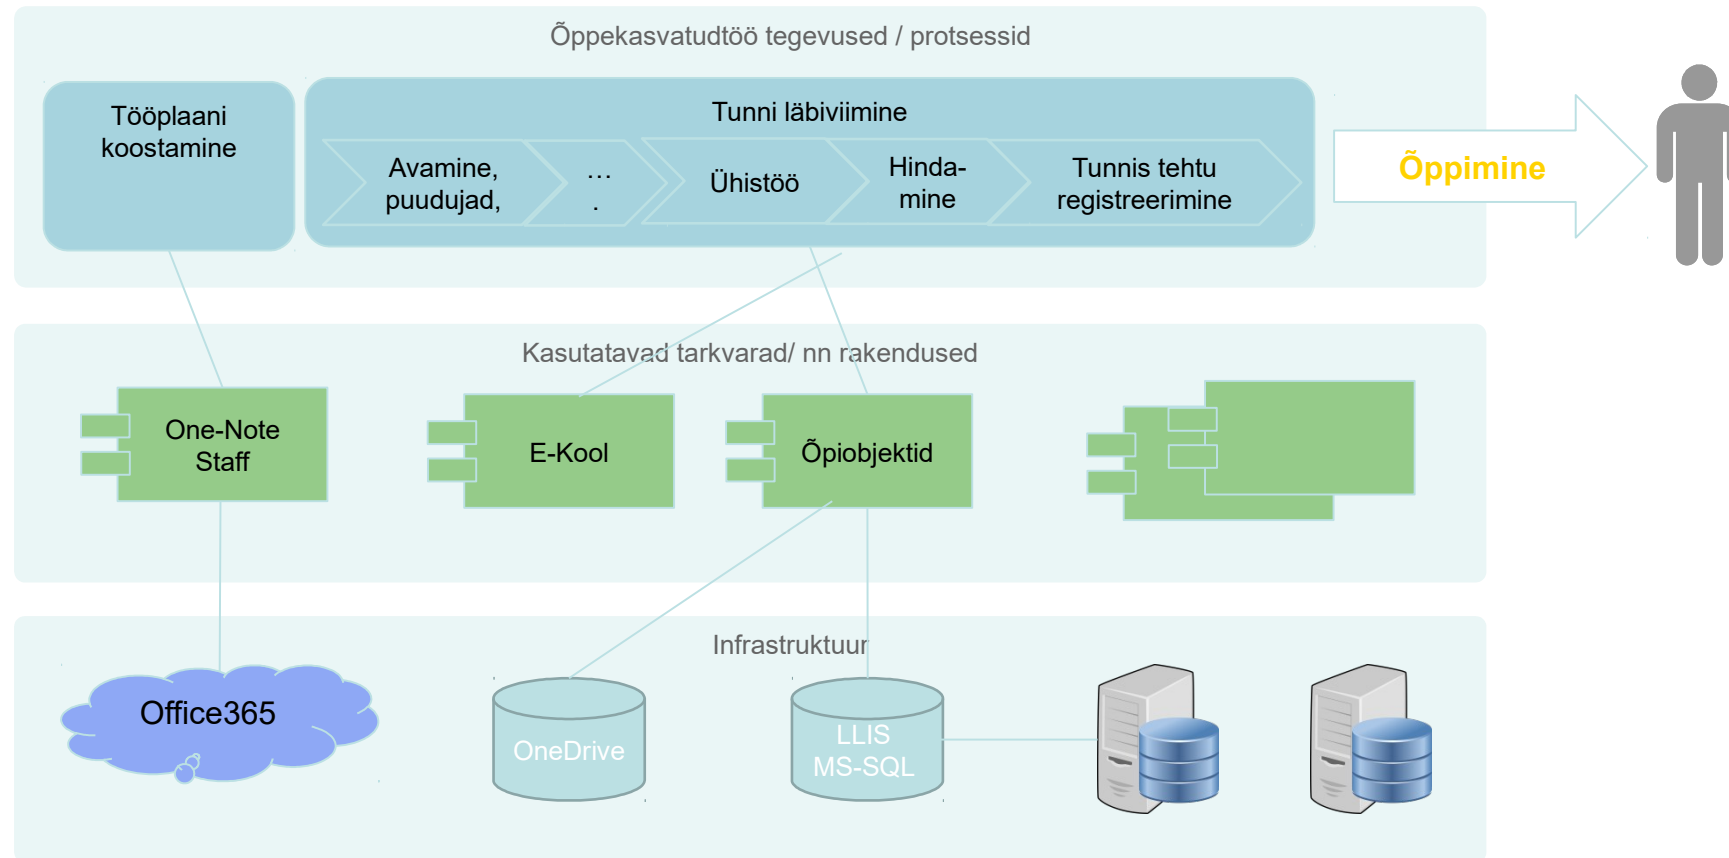 Õppekasvatudtöö tegevused / protsessid
Tööplaani
koostamine
Tunni läbiviimine
Avamine,
puudujad,
…
.
Ühistöö
Hinda-
mine
Tunnis tehtu
registreerimine
Õppimine
Kasutatavad tarkvarad/ nn rakendused
One-Note
Staff
E-Kool
Õpiobjektid
Infrastruktuur
Office365
OneDrive
LLIS
MS-SQL